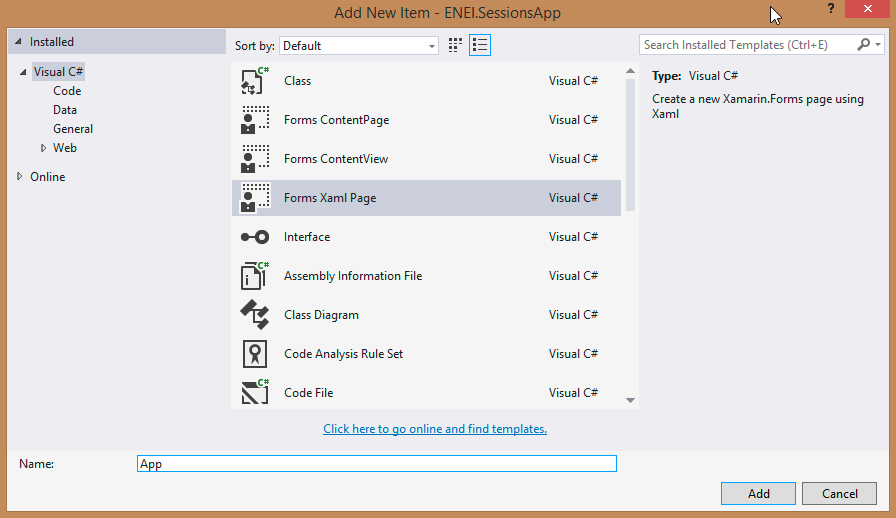 Add New Item - ENEI.SessionsApp
?
Installed
Sort by: Default
Search Installed Templates (Ctrl+E)
Visual C#
Code
Data
General
Web
Online
Class Visual C#
Forms ContentPage Visual C#
Forms ContentView Visual C#
Forms Xaml Page Visual C#
Interface Visual C#
Assembly Information File Visual C#
Class Diagram Visual C#
Code Analysis Rule Set Visual C#
Code File Visual C#
Type: Visual C#
Create a new Xamarin.Forms page using
Xaml
Click here to go online and find templates.
Name: App
Add Cancel